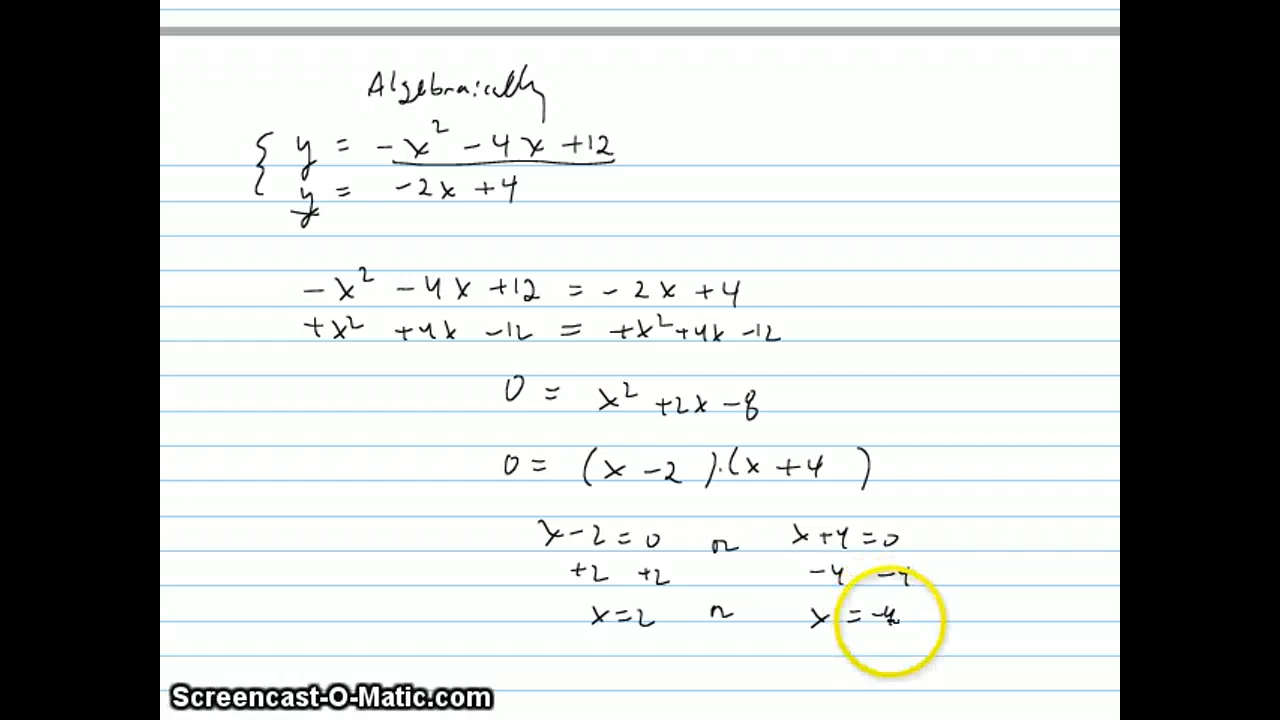 Algebraically
{ y = -x² - 4x + 12
y = -2x + 4
-x² - 4x + 12 = -2x + 4
+x² + 4x - 12 = +x² + 4x - 12
0 = x² + 2x - 8
0 = (x - 2)·(x + 4)
x - 2 = 0 or x + 4 = 0
+2 +2 -4 -4
x = 2 or x = -4
Screencast-O-Matic.com